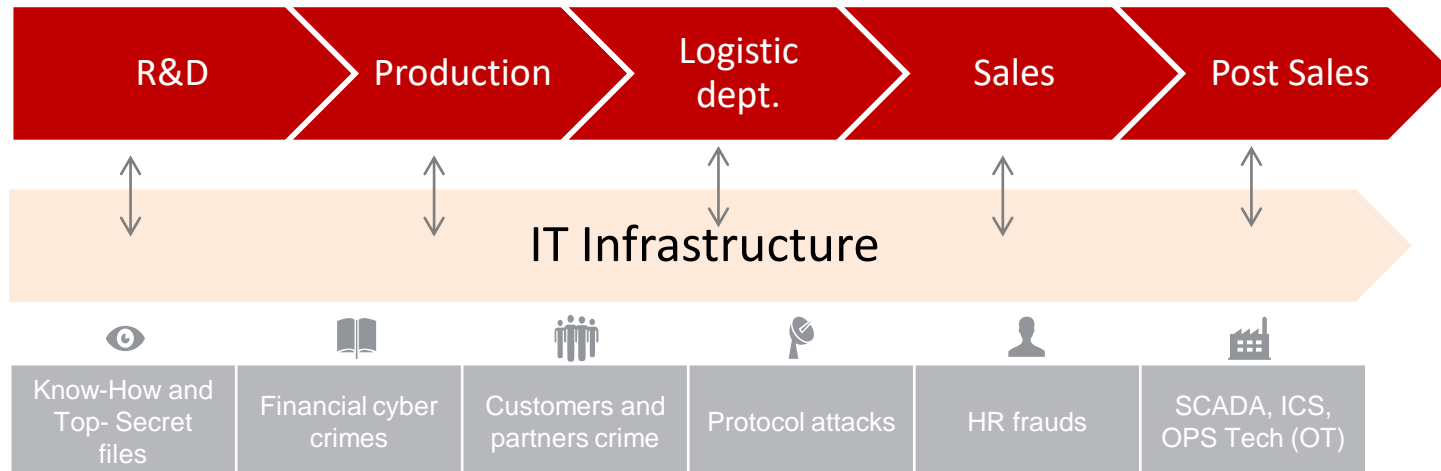 R&D
Production
Logistic
dept.
Sales
Post Sales
IT Infrastructure
Know-How and
Top- Secret
files
Financial cyber
crimes
Customers and
partners crime
Protocol attacks
HR frauds
SCADA, ICS,
OPS Tech (OT)